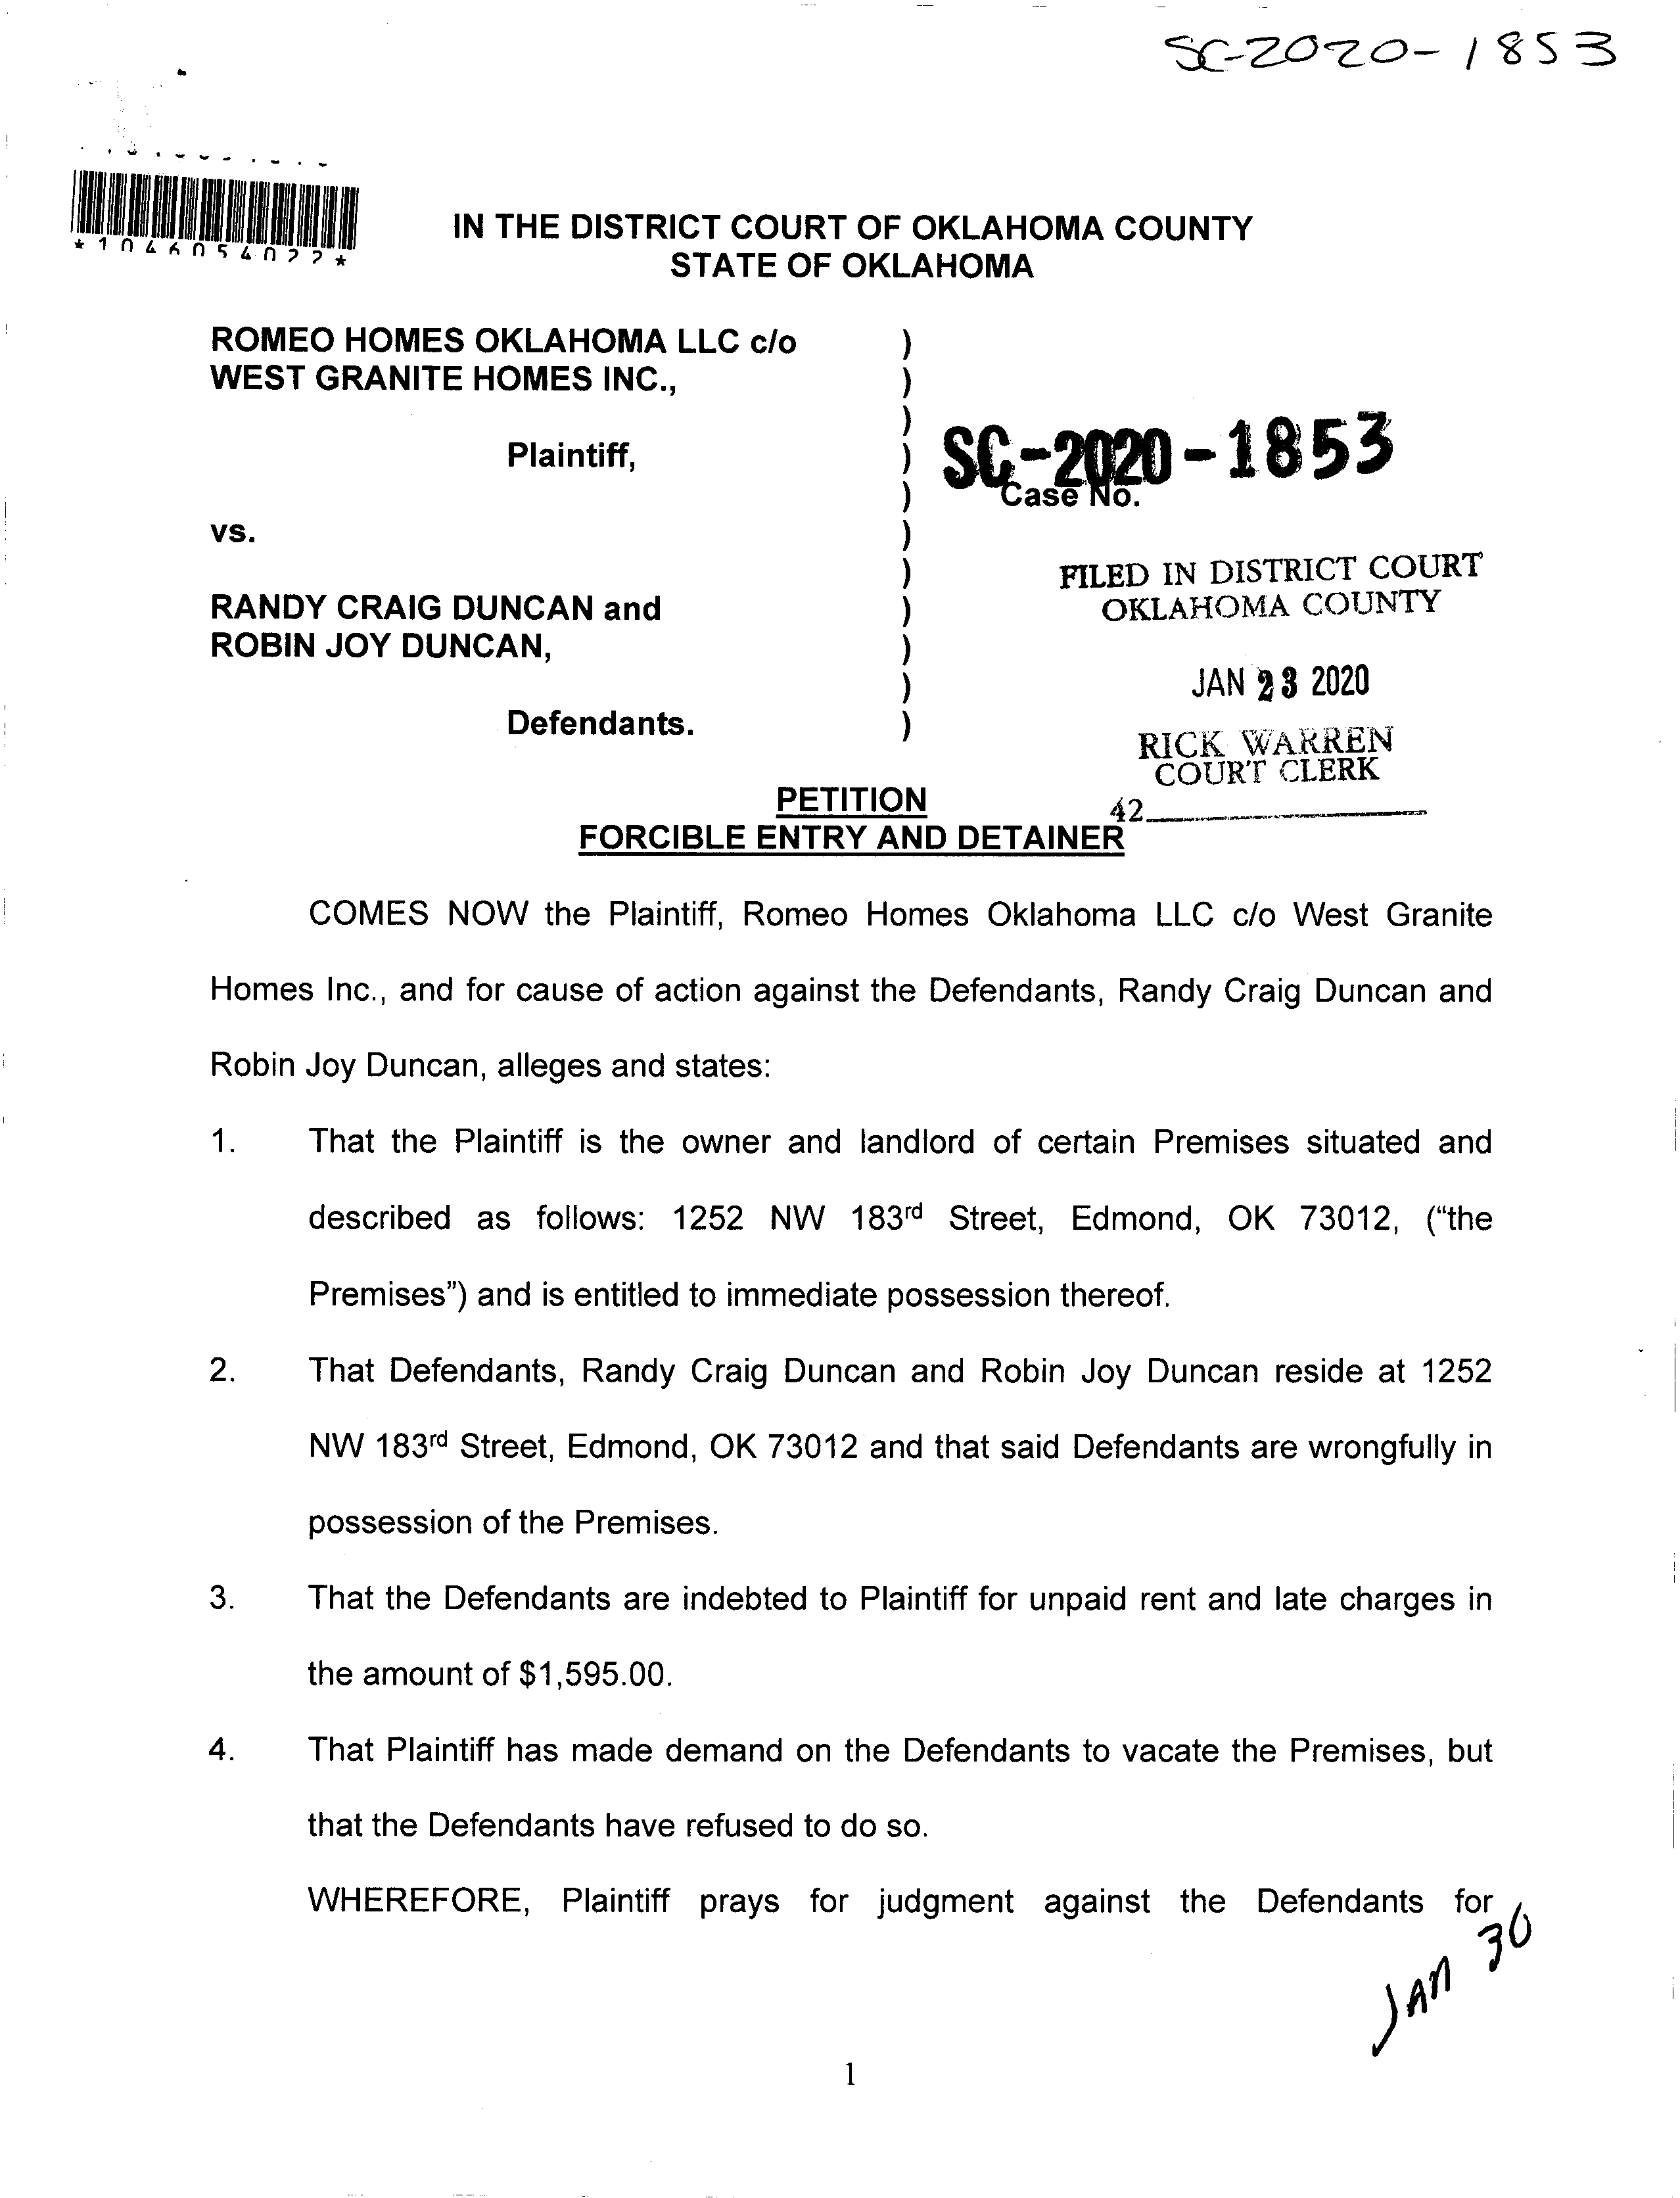 SC-2020-1853
*1046054022*
IN THE DISTRICT COURT OF OKLAHOMA COUNTY
STATE OF OKLAHOMA
ROMEO HOMES OKLAHOMA LLC c/o )
WEST GRANITE HOMES INC., )
)
Plaintiff, ) SC-2020-1853
) Case No.
vs. )
)
RANDY CRAIG DUNCAN and )
ROBIN JOY DUNCAN, )
)
Defendants. )
FILED IN DISTRICT COURT
OKLAHOMA COUNTY
JAN 23 2020
RICK WARREN
COURT CLERK
42
PETITION
FORCIBLE ENTRY AND DETAINER
COMES NOW the Plaintiff, Romeo Homes Oklahoma LLC c/o West Granite
Homes Inc., and for cause of action against the Defendants, Randy Craig Duncan and
Robin Joy Duncan, alleges and states:
1. That the Plaintiff is the owner and landlord of certain Premises situated and
described as follows: 1252 NW 183rd Street, Edmond, OK 73012, (“the
Premises”) and is entitled to immediate possession thereof.
2. That Defendants, Randy Craig Duncan and Robin Joy Duncan reside at 1252
NW 183rd Street, Edmond, OK 73012 and that said Defendants are wrongfully in
possession of the Premises.
3. That the Defendants are indebted to Plaintiff for unpaid rent and late charges in
the amount of $1,595.00.
4. That Plaintiff has made demand on the Defendants to vacate the Premises, but
that the Defendants have refused to do so.
WHEREFORE, Plaintiff prays for judgment against the Defendants for
JAN 30
1